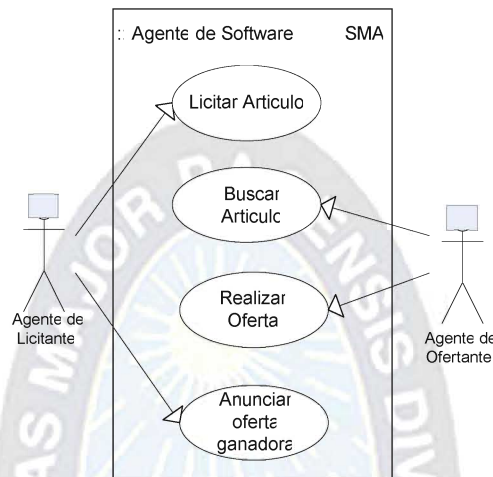 :: Agente de Software SMA
Licitar Articulo
Buscar
Articulo
Realizar
Oferta
Agente de
Licitante
Agente de
Ofertante
Anunciar
oferta
ganadora